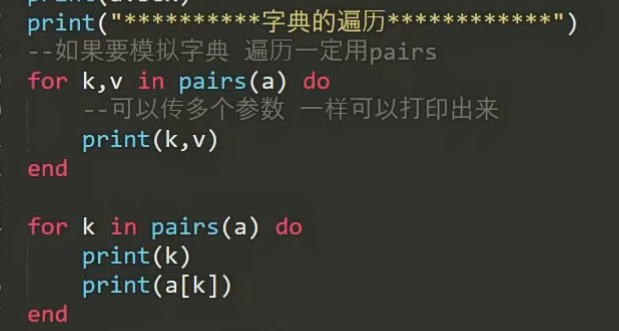 print("**********字典的遍历************")
--如果要模拟字典 遍历一定用pairs
for k,v in pairs(a) do
--可以传多个参数 一样可以打印出来
print(k,v)
end
for k in pairs(a) do
print(k)
print(a[k])
end